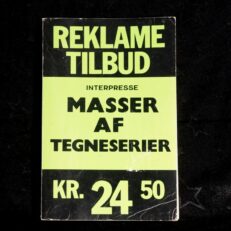 REKLAME
TILBUD
INTERPRESSE
MASSER
AF
TEGNESERIER
KR. 24 50